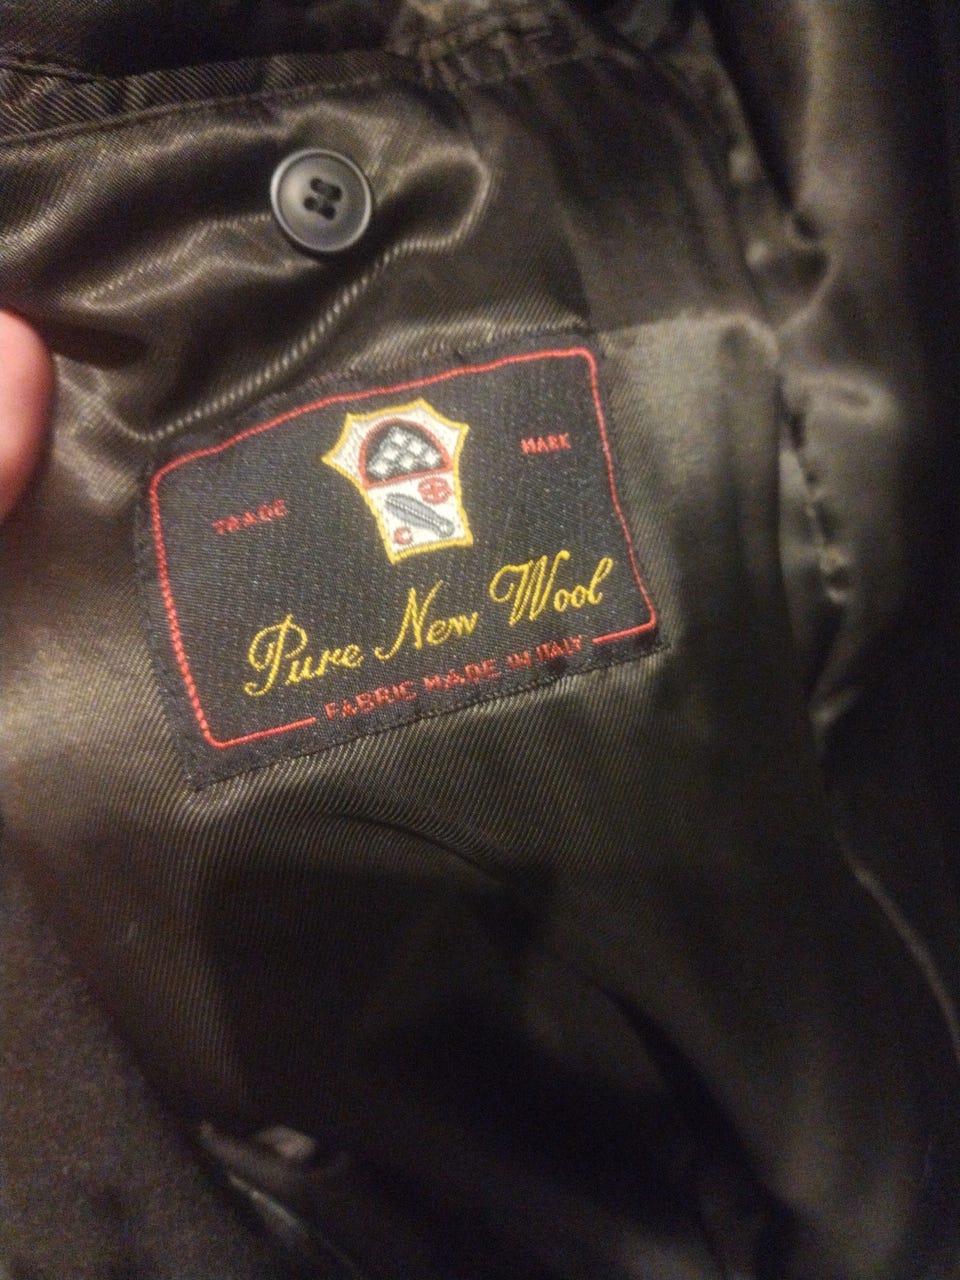 TRADE MARK
C
Pure New Wool
FABRIC MADE IN ITALY